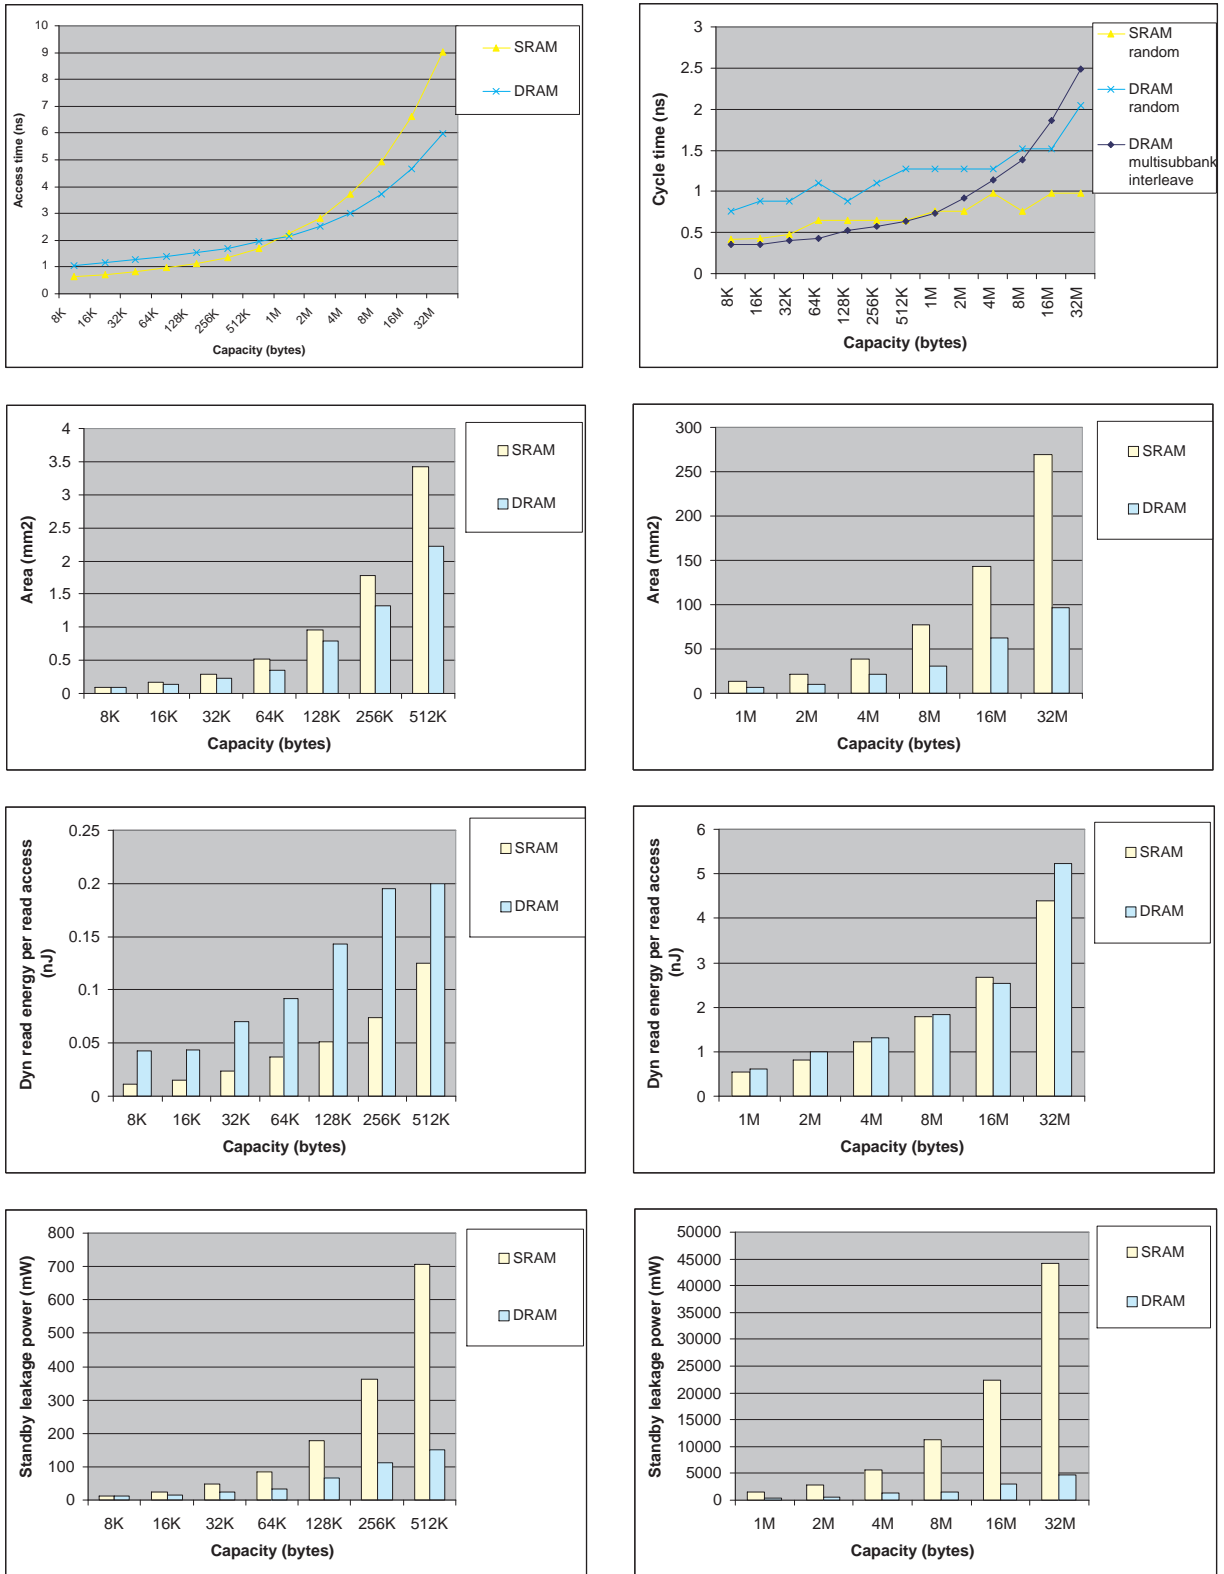 10
9
8
7
6
5
4
3
2
1
0
Access time (ns)
8K
16K
32K
64K
128K
256K
512K
1M
2M
4M
8M
16M
32M
Capacity (bytes)
SRAM
DRAM
3
2.5
2
1.5
1
0.5
0
Cycle time (ns)
8K
16K
32K
64K
128K
256K
512K
1M
2M
4M
8M
16M
32M
Capacity (bytes)
SRAM
random
DRAM
random
DRAM
multisubbank
interleave
4
3.5
3
2.5
2
1.5
1
0.5
0
Area (mm2)
8K 16K 32K 64K 128K 256K 512K
Capacity (bytes)
SRAM
DRAM
300
250
200
150
100
50
0
Area (mm2)
1M 2M 4M 8M 16M 32M
Capacity (bytes)
SRAM
DRAM
0.25
0.2
0.15
0.1
0.05
0
Dyn read energy per read access
(nJ)
8K 16K 32K 64K 128K 256K 512K
Capacity (bytes)
SRAM
DRAM
6
5
4
3
2
1
0
Dyn read energy per read access
(nJ)
1M 2M 4M 8M 16M 32M
Capacity (bytes)
SRAM
DRAM
800
700
600
500
400
300
200
100
0
Standby leakage power (mW)
8K 16K 32K 64K 128K 256K 512K
Capacity (bytes)
SRAM
DRAM
50000
45000
40000
35000
30000
25000
20000
15000
10000
5000
0
Standby leakage power (mW)
1M 2M 4M 8M 16M 32M
Capacity (bytes)
SRAM
DRAM